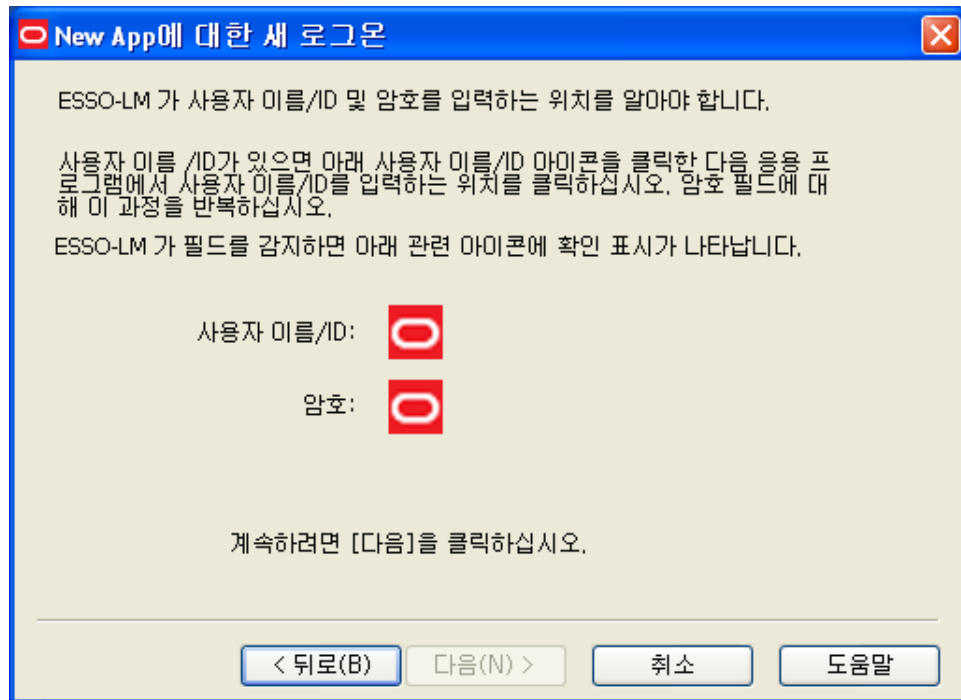 New App에 대한 새 로그온
ESSO-LM 가 사용자 이름/ID 및 암호를 입력하는 위치를 알아야 합니다.
사용자 이름 /ID가 있으면 아래 사용자 이름/ID 아이콘을 클릭한 다음 응용 프
로그램에서 사용자 이름/ID를 입력하는 위치를 클릭하십시오. 암호 필드에 대
해 이 과정을 반복하십시오.
ESSO-LM 가 필드를 감지하면 아래 관련 아이콘에 확인 표시가 나타납니다.
사용자 이름/ID:
암호:
계속하려면 [다음]을 클릭하십시오.
< 뒤로(B) 다음(N) > 취소 도움말